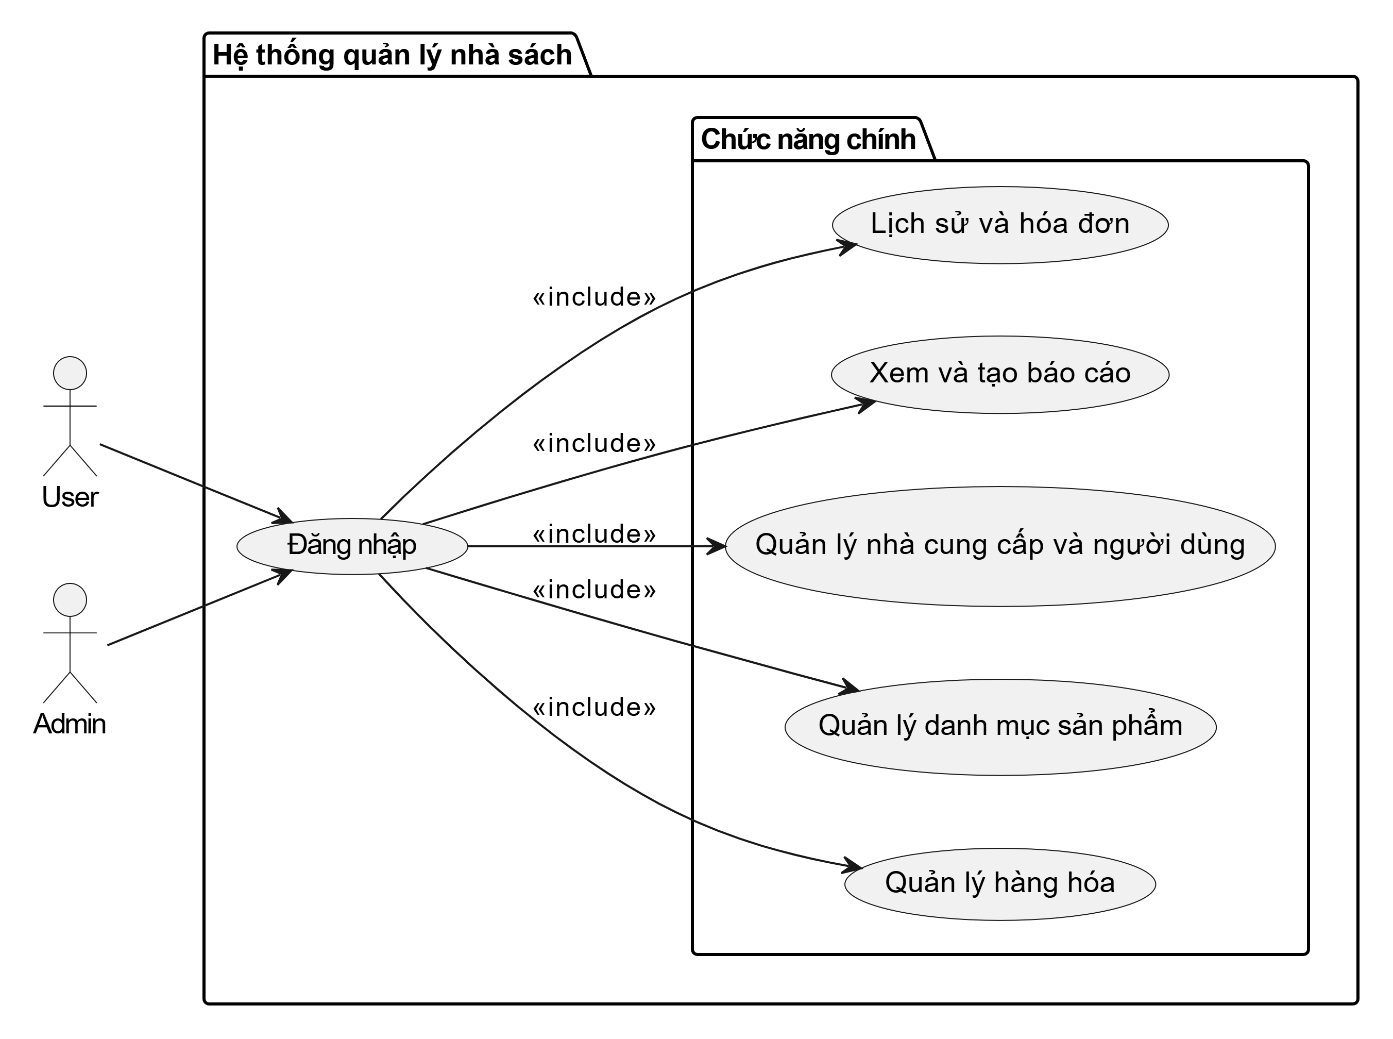 Hệ thống quản lý nhà sách
Chức năng chính
Lịch sử và hóa đơn
«include»
Xem và tạo báo cáo
«include»
User
«include»
Đăng nhập
Quản lý nhà cung cấp và người dùng
«include»
Admin
«include»
Quản lý danh mục sản phẩm
Quản lý hàng hóa